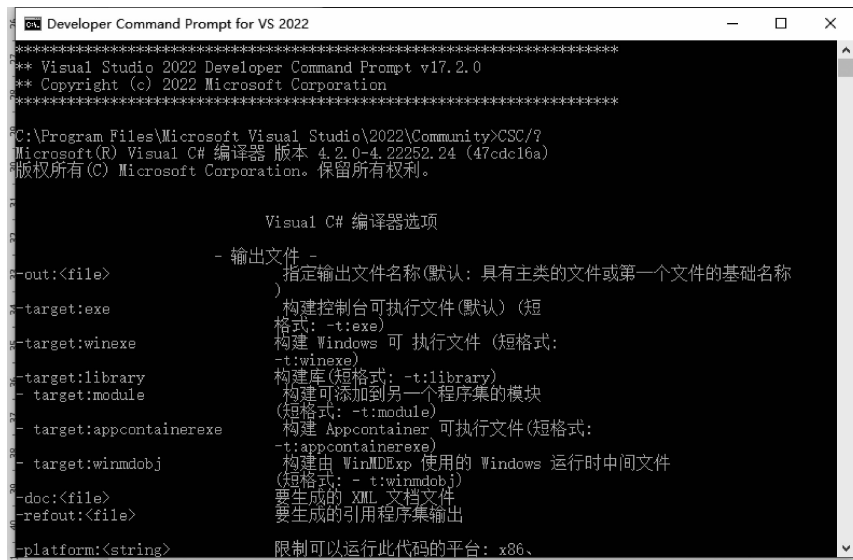 Developer Command Prompt for VS 2022
**********************************************************************
** Visual Studio 2022 Developer Command Prompt v17.2.0
** Copyright (c) 2022 Microsoft Corporation
**********************************************************************
C:\Program Files\Microsoft Visual Studio\2022\Community>CSC/?
Microsoft(R) Visual C# 编译器 版本 4.2.0-4.22252.24 (47cdc16a)
版权所有(C) Microsoft Corporation。保留所有权利。
Visual C# 编译器选项
- 输出文件 -
-out:<file> 指定输出文件名称(默认: 具有主类的文件或第一个文件的基础名称
)
-target:exe 构建控制台可执行文件(默认) (短
格式: -t:exe)
-target:winexe 构建 Windows 可 执行文件 (短格式:
-t:winexe)
-target:library 构建库(短格式: -t:library)
- target:module 构建可添加到另一个程序集的模块
(短格式: -t:module)
- target:appcontainerexe 构建 Appcontainer 可执行文件(短格式:
-t:appcontainerexe)
- target:winmdobj 构建由 WinMDExp 使用的 Windows 运行时中间文件
(短格式: - t:winmdobj)
-doc:<file> 要生成的 XML 文档文件
-refout:<file> 要生成的引用程序集输出
-platform:<string> 限制可以运行此代码的平台: x86、